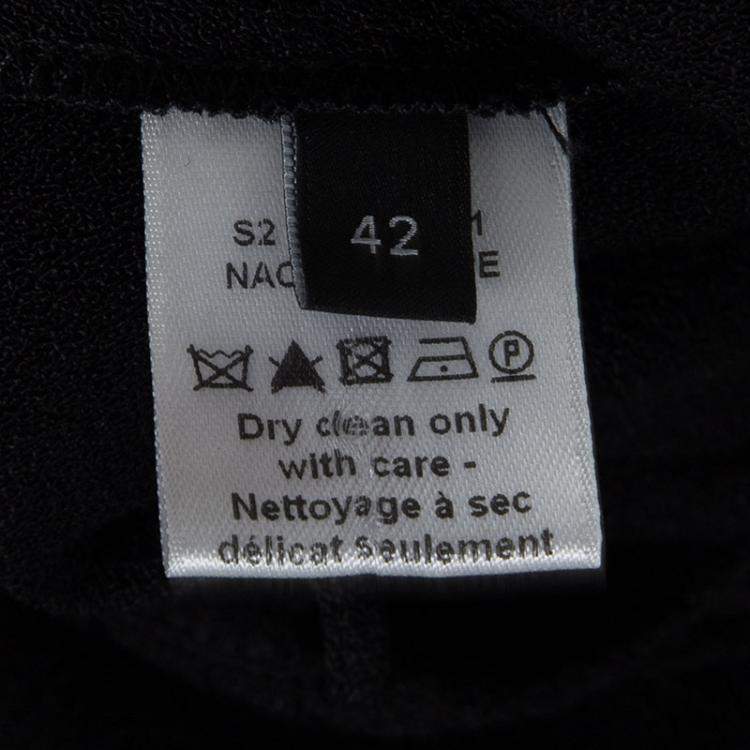 42
Dry clean only
with care -
Nettoyage à sec
délicat seulement